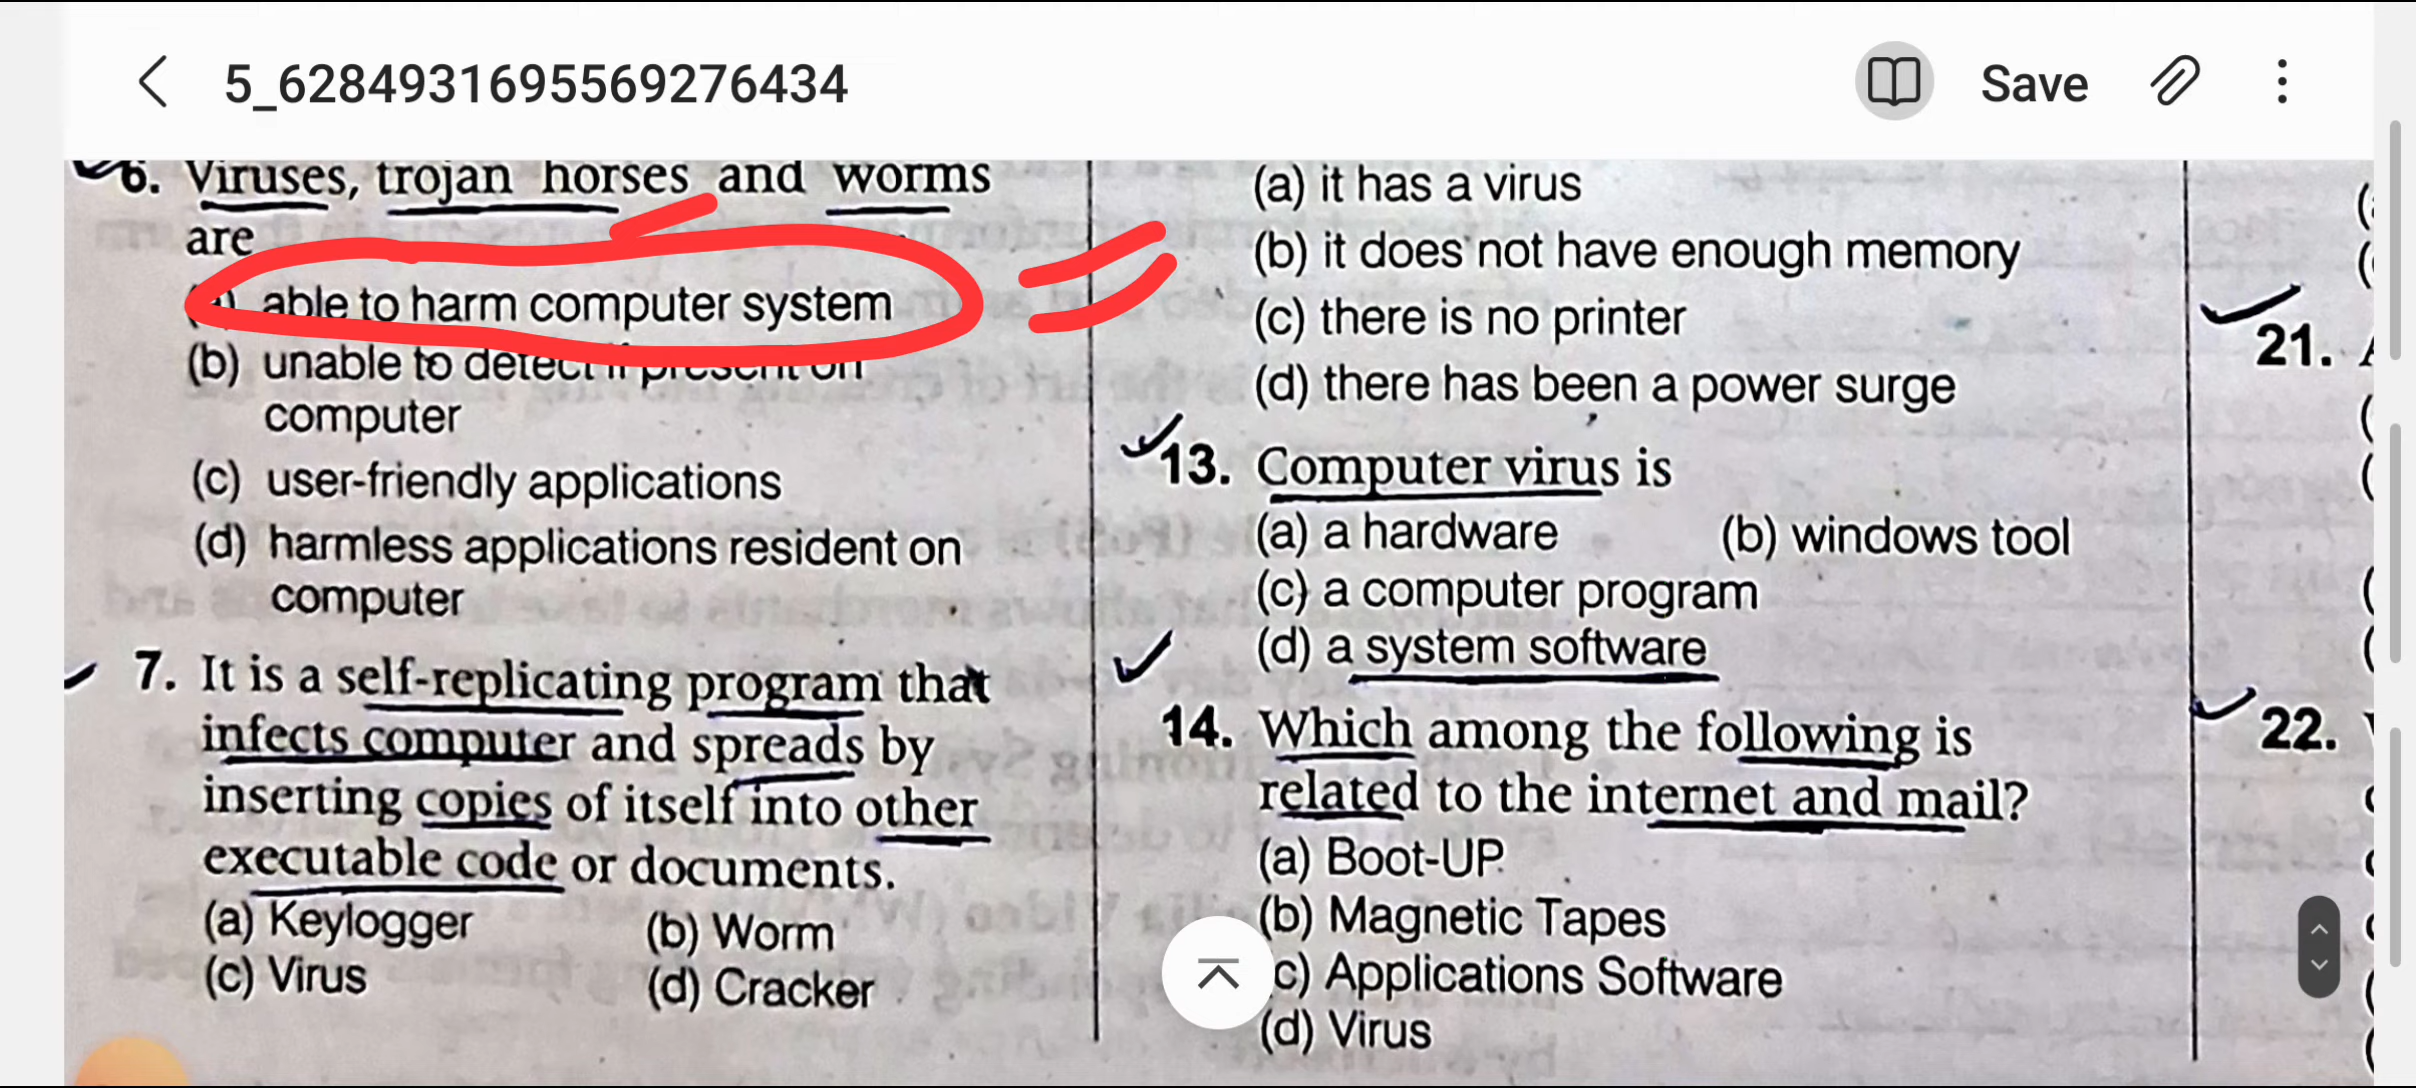 5_6284931695569276434
Save
6. Viruses, trojan horses and worms
are
able to harm computer system
(b) unable to detect if present on
computer
(c) user-friendly applications
(d) harmless applications resident on
computer
7. It is a self-replicating program that
infects computer and spreads by
inserting copies of itself into other
executable code or documents.
(a) Keylogger (b) Worm
(c) Virus (d) Cracker
(a) it has a virus
(b) it does not have enough memory
(c) there is no printer
(d) there has been a power surge
13. Computer virus is
(a) a hardware (b) windows tool
(c) a computer program
(d) a system software
14. Which among the following is
related to the internet and mail?
(a) Boot-UP
(b) Magnetic Tapes
c) Applications Software
(d) Virus
21.
22.